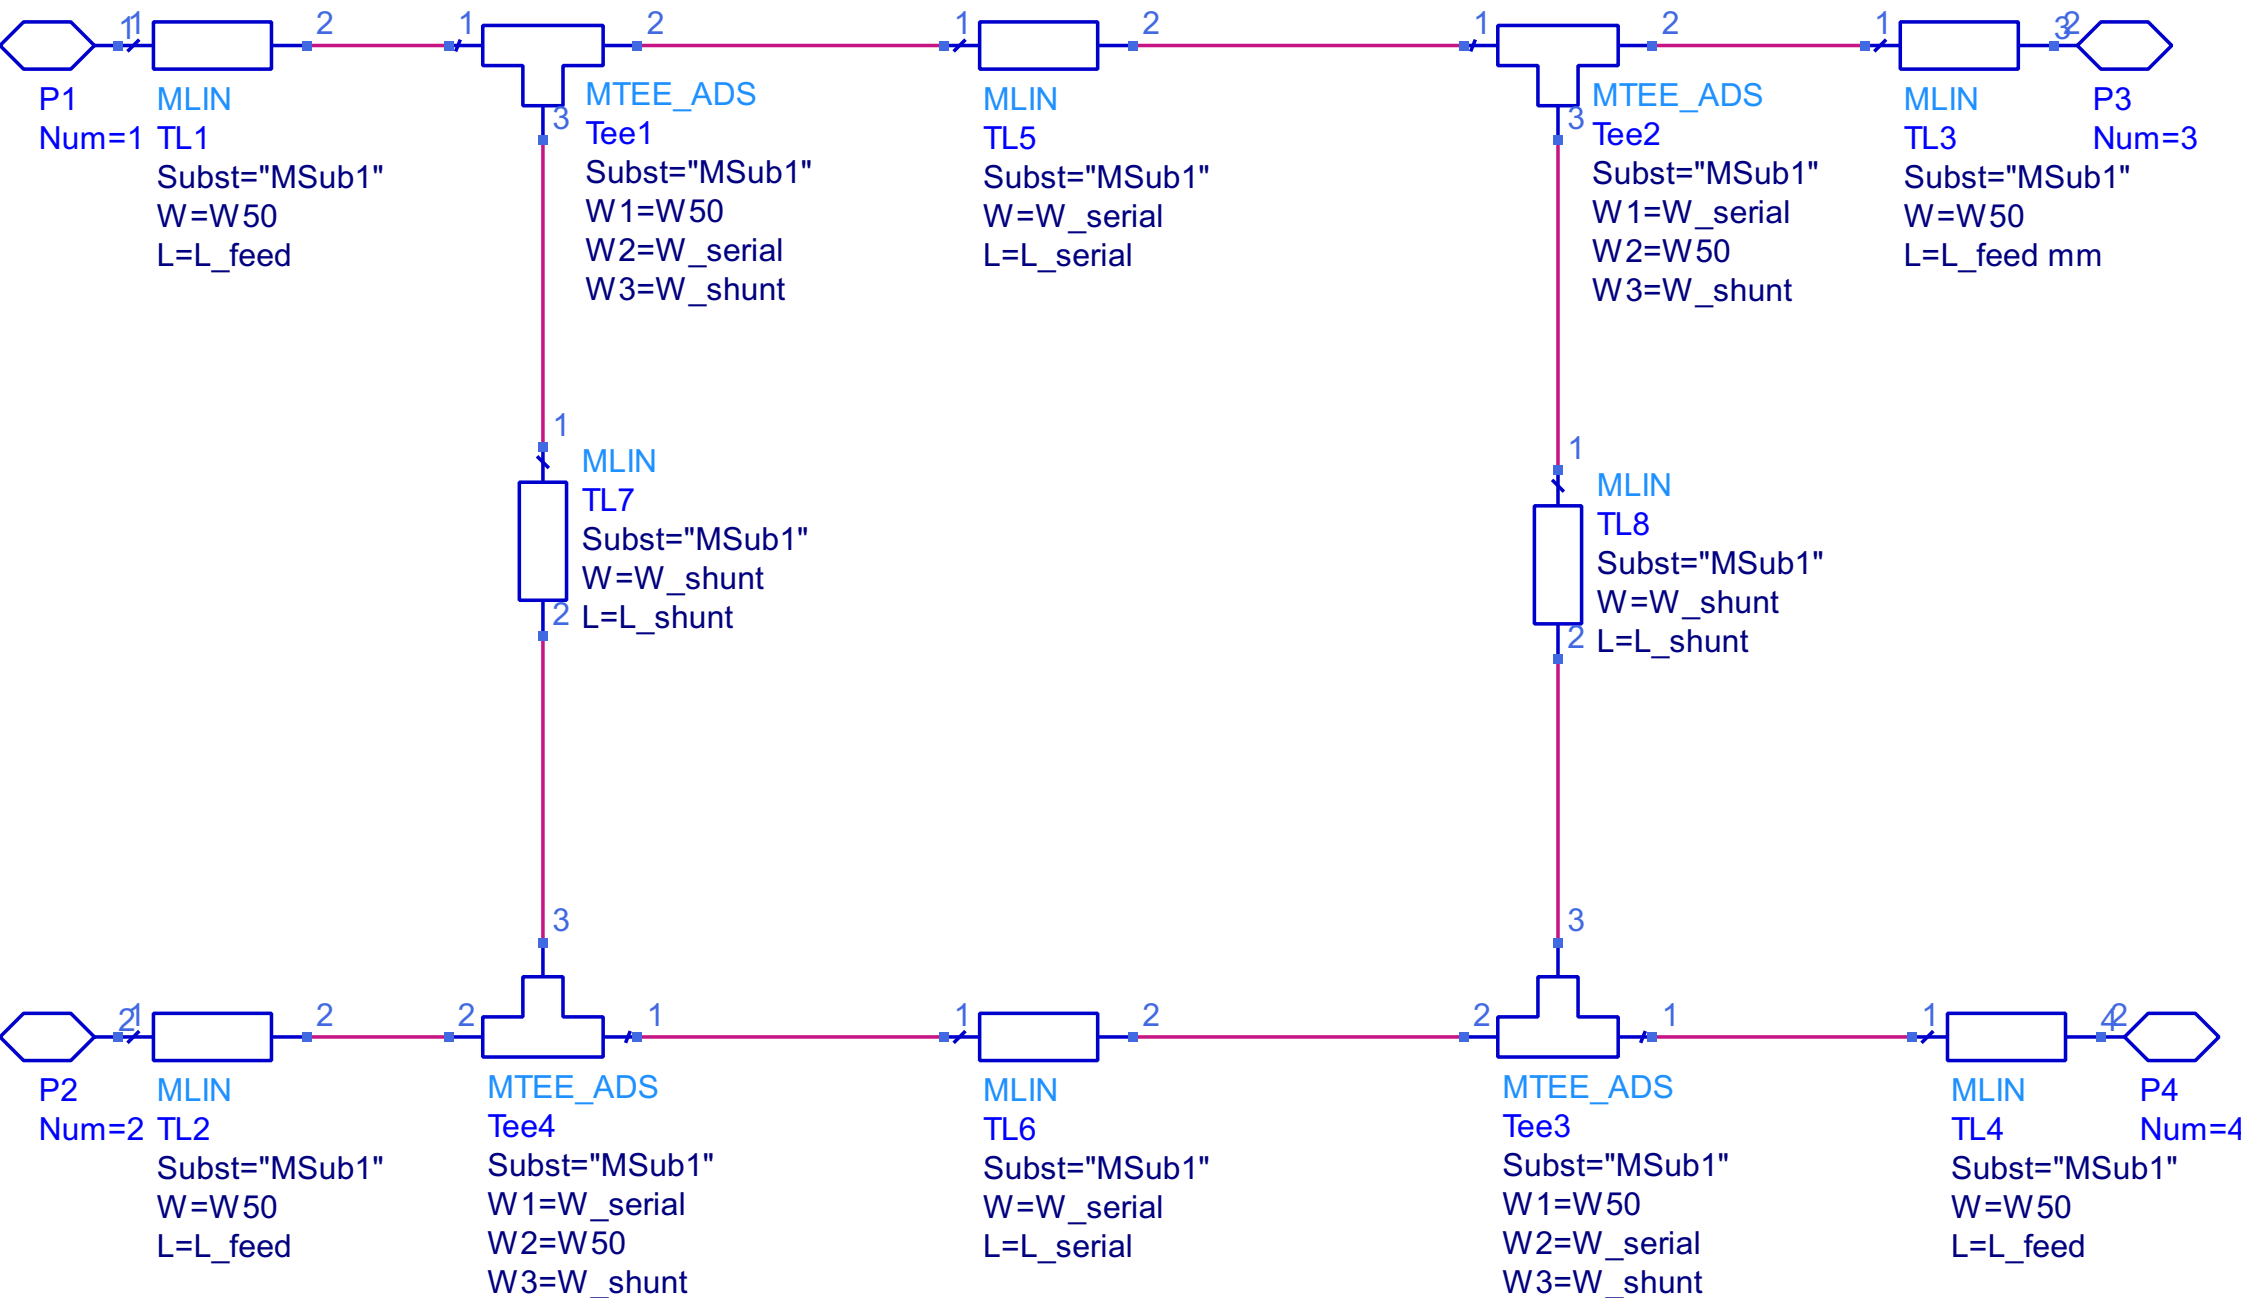 1 1 2 1 2 1 2 1 2 1 3 2
P1
Num=1
MLIN
TL1
Subst="MSub1"
W=W50
L=L_feed
3
MTEE_ADS
Tee1
Subst="MSub1"
W1=W50
W2=W_serial
W3=W_shunt
MLIN
TL5
Subst="MSub1"
W=W_serial
L=L_serial
3
MTEE_ADS
Tee2
Subst="MSub1"
W1=W_serial
W2=W50
W3=W_shunt
MLIN
TL3
Subst="MSub1"
W=W50
L=L_feed mm
P3
Num=3
1
MLIN
TL7
Subst="MSub1"
W=W_shunt
L=L_shunt
2
1
MLIN
TL8
Subst="MSub1"
W=W_shunt
L=L_shunt
2
3
3
2 1 2 2 1 1 2 2 1 1 4 2
P2
Num=2
MLIN
TL2
Subst="MSub1"
W=W50
L=L_feed
MTEE_ADS
Tee4
Subst="MSub1"
W1=W_serial
W2=W50
W3=W_shunt
MLIN
TL6
Subst="MSub1"
W=W_serial
L=L_serial
MTEE_ADS
Tee3
Subst="MSub1"
W1=W50
W2=W_serial
W3=W_shunt
MLIN
TL4
Subst="MSub1"
W=W50
L=L_feed
P4
Num=4